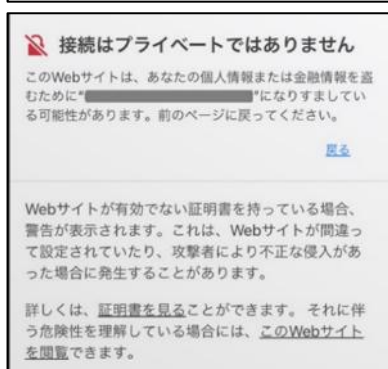 接続はプライベートではありません
このWebサイトは、あなたの個人情報または金融情報を盗
むために“ ”になりすましてい
る可能性があります。前のページに戻ってください。
戻る
Webサイトが有効でない証明書を持っている場合、
警告が表示されます。これは、Webサイトが間違っ
て設定されていたり、攻撃者により不正な侵入があ
った場合に発生することがあります。
詳しくは、証明書を見ることができます。 それに伴
う危険性を理解している場合には、このWebサイト
を閲覧できます。